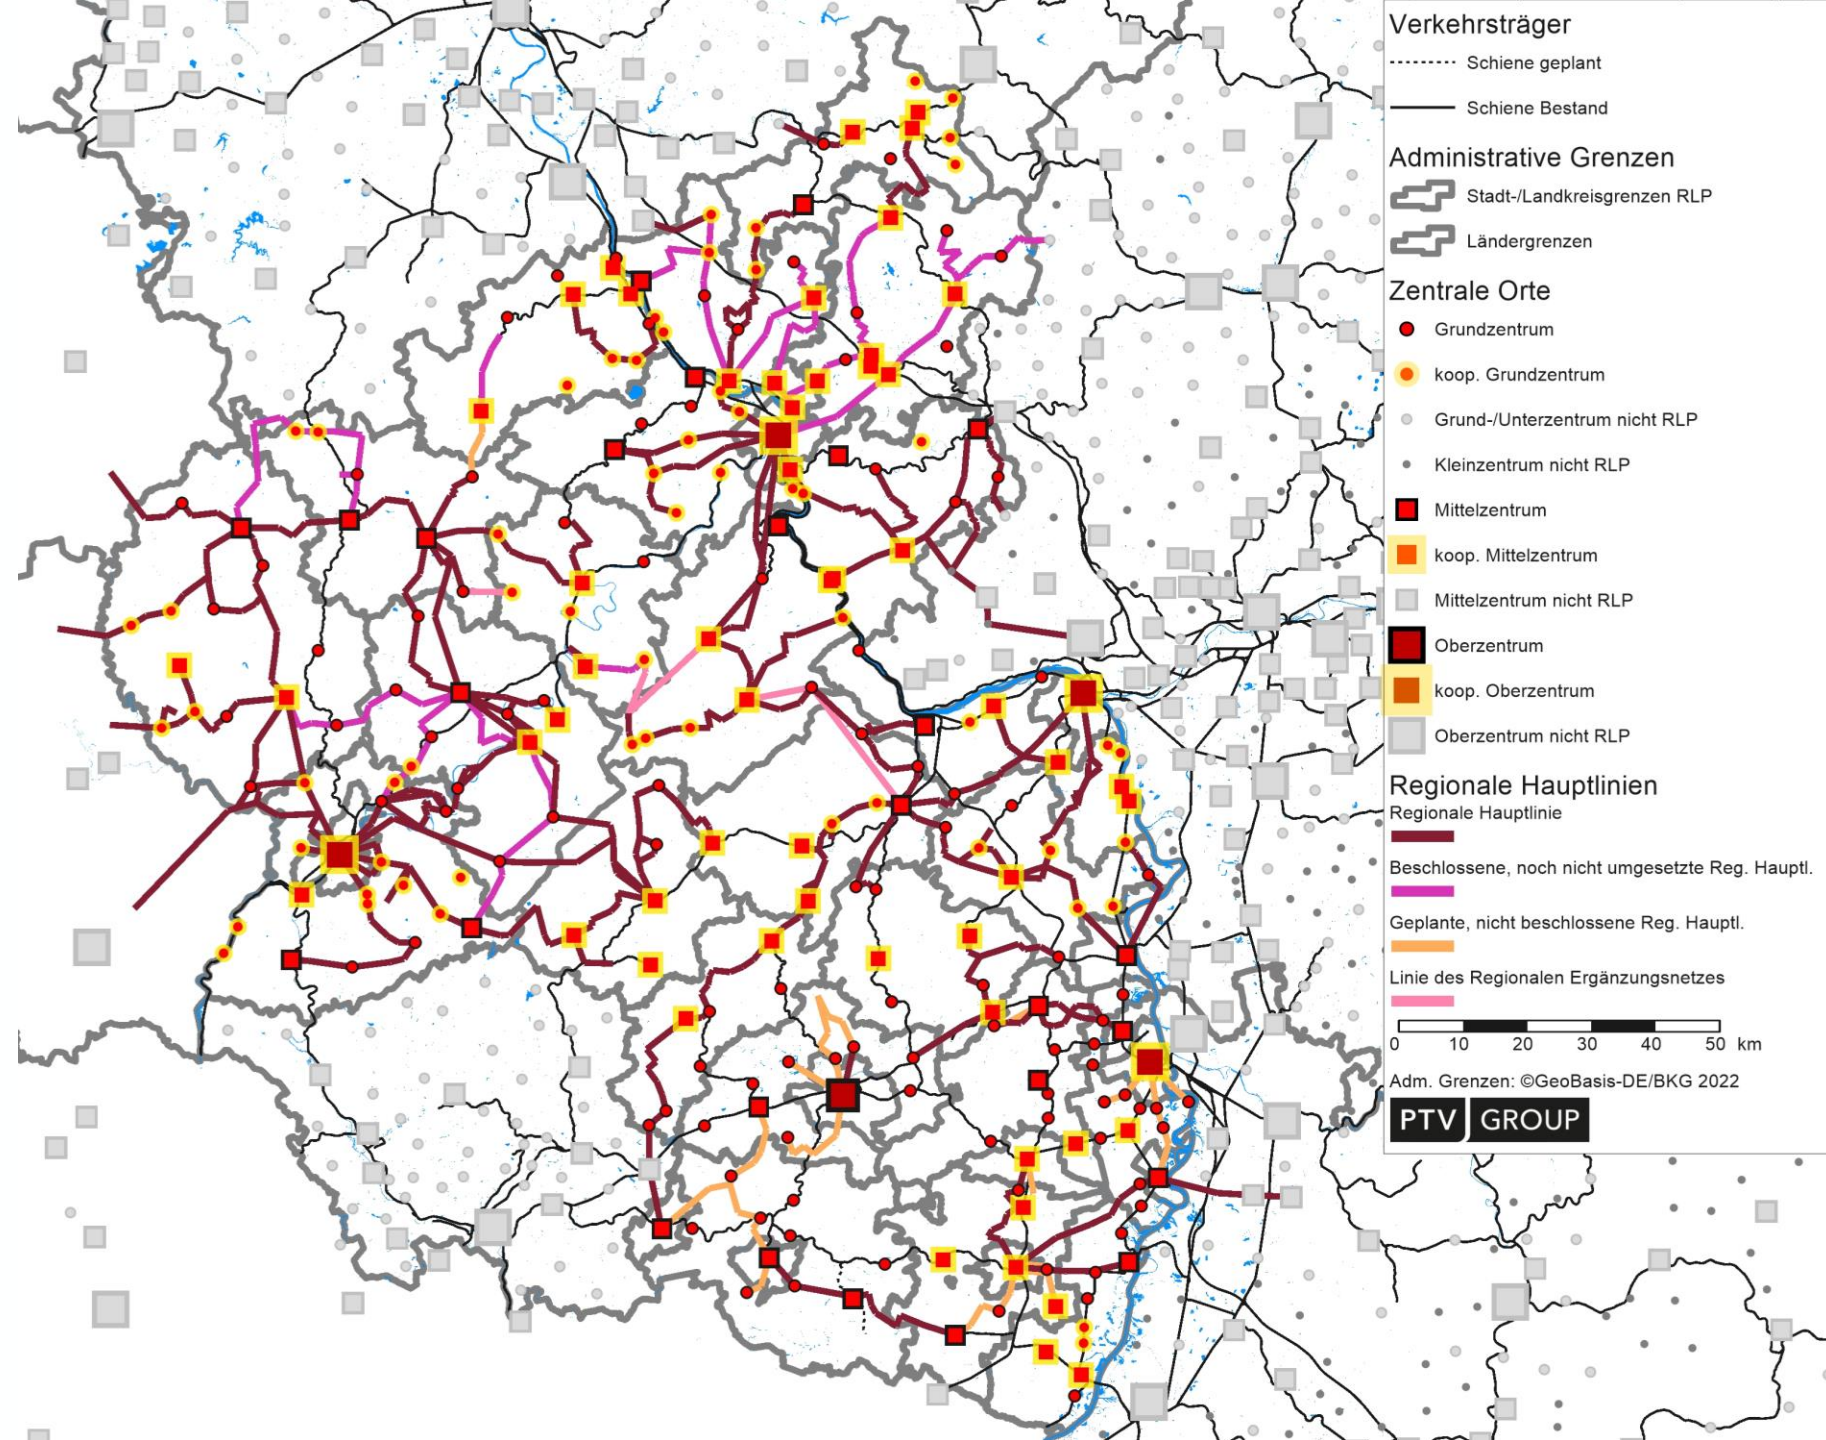 Verkehrsträger
Schiene geplant
Schiene Bestand
Administrative Grenzen
Stadt-/Landkreisgrenzen RLP
Ländergrenzen
Zentrale Orte
Grundzentrum
koop. Grundzentrum
Grund-/Unterzentrum nicht RLP
Kleinzentrum nicht RLP
Mittelzentrum
koop. Mittelzentrum
Mittelzentrum nicht RLP
Oberzentrum
koop. Oberzentrum
Oberzentrum nicht RLP
Regionale Hauptlinien
Regionale Hauptlinie
Beschlossene, noch nicht umgesetzte Reg. Hauptl.
Geplante, nicht beschlossene Reg. Hauptl.
Linie des Regionalen Ergänzungsnetzes
0 10 20 30 40 50 km
Adm. Grenzen: ©GeoBasis-DE/BKG 2022
PTV GROUP